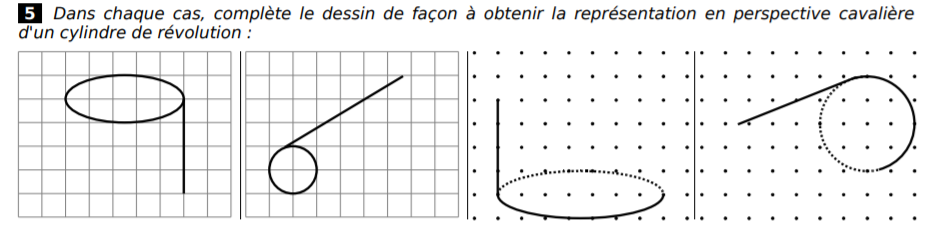 5 Dans chaque cas, complète le dessin de façon à obtenir la représentation en perspective cavalière
d'un cylindre de révolution :